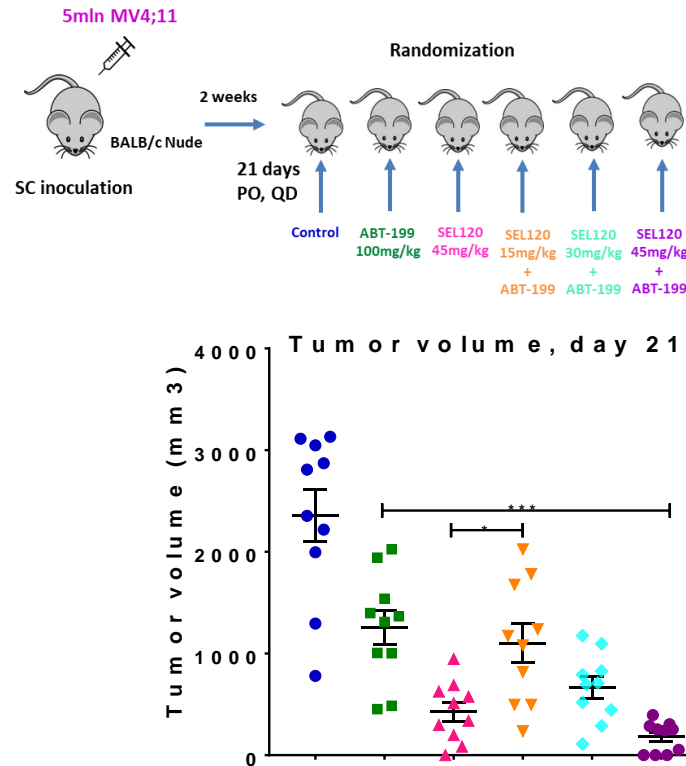 5mln MV4;11
Randomization
2 weeks
BALB/c Nude
SC inoculation
21 days
PO, QD
Control
ABT-199
100mg/kg
SEL120
45mg/kg
SEL120
15mg/kg
+
ABT-199
SEL120
30mg/kg
+
ABT-199
SEL120
45mg/kg
+
ABT-199
Tumor volume, day 21
Tumor volume (mm3)
4000
3000
2000
1000
0
***
*